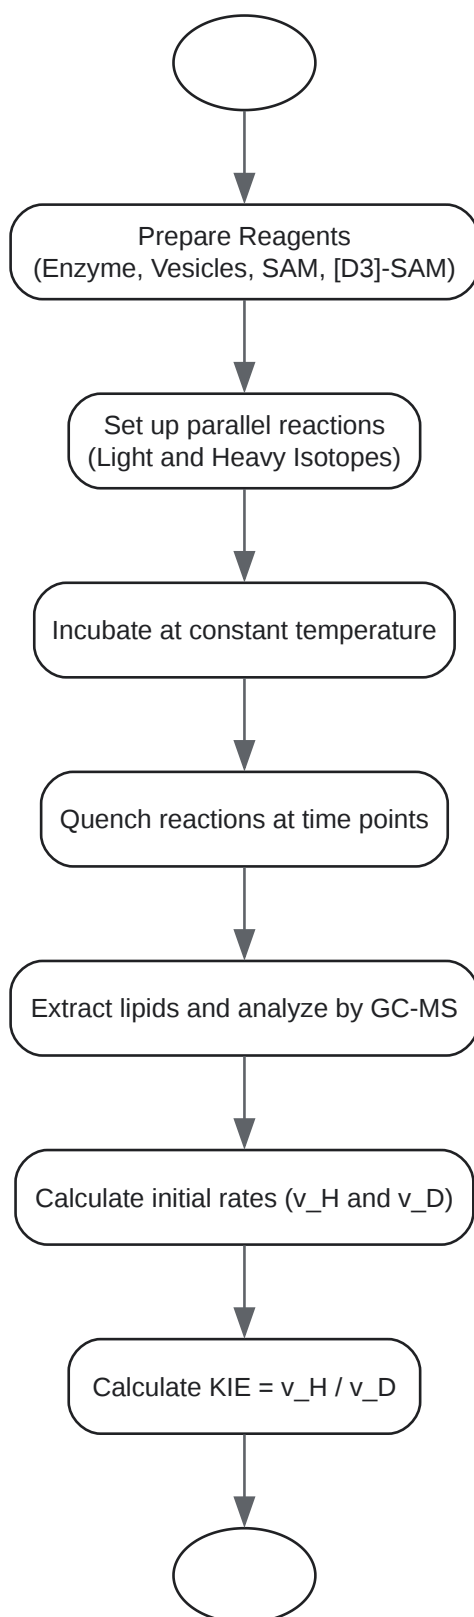 Prepare Reagents
(Enzyme, Vesicles, SAM, [D3]-SAM)
Set up parallel reactions
(Light and Heavy Isotopes)
Incubate at constant temperature
Quench reactions at time points
Extract lipids and analyze by GC-MS
Calculate initial rates (v_H and v_D)
Calculate KIE = v_H / v_D